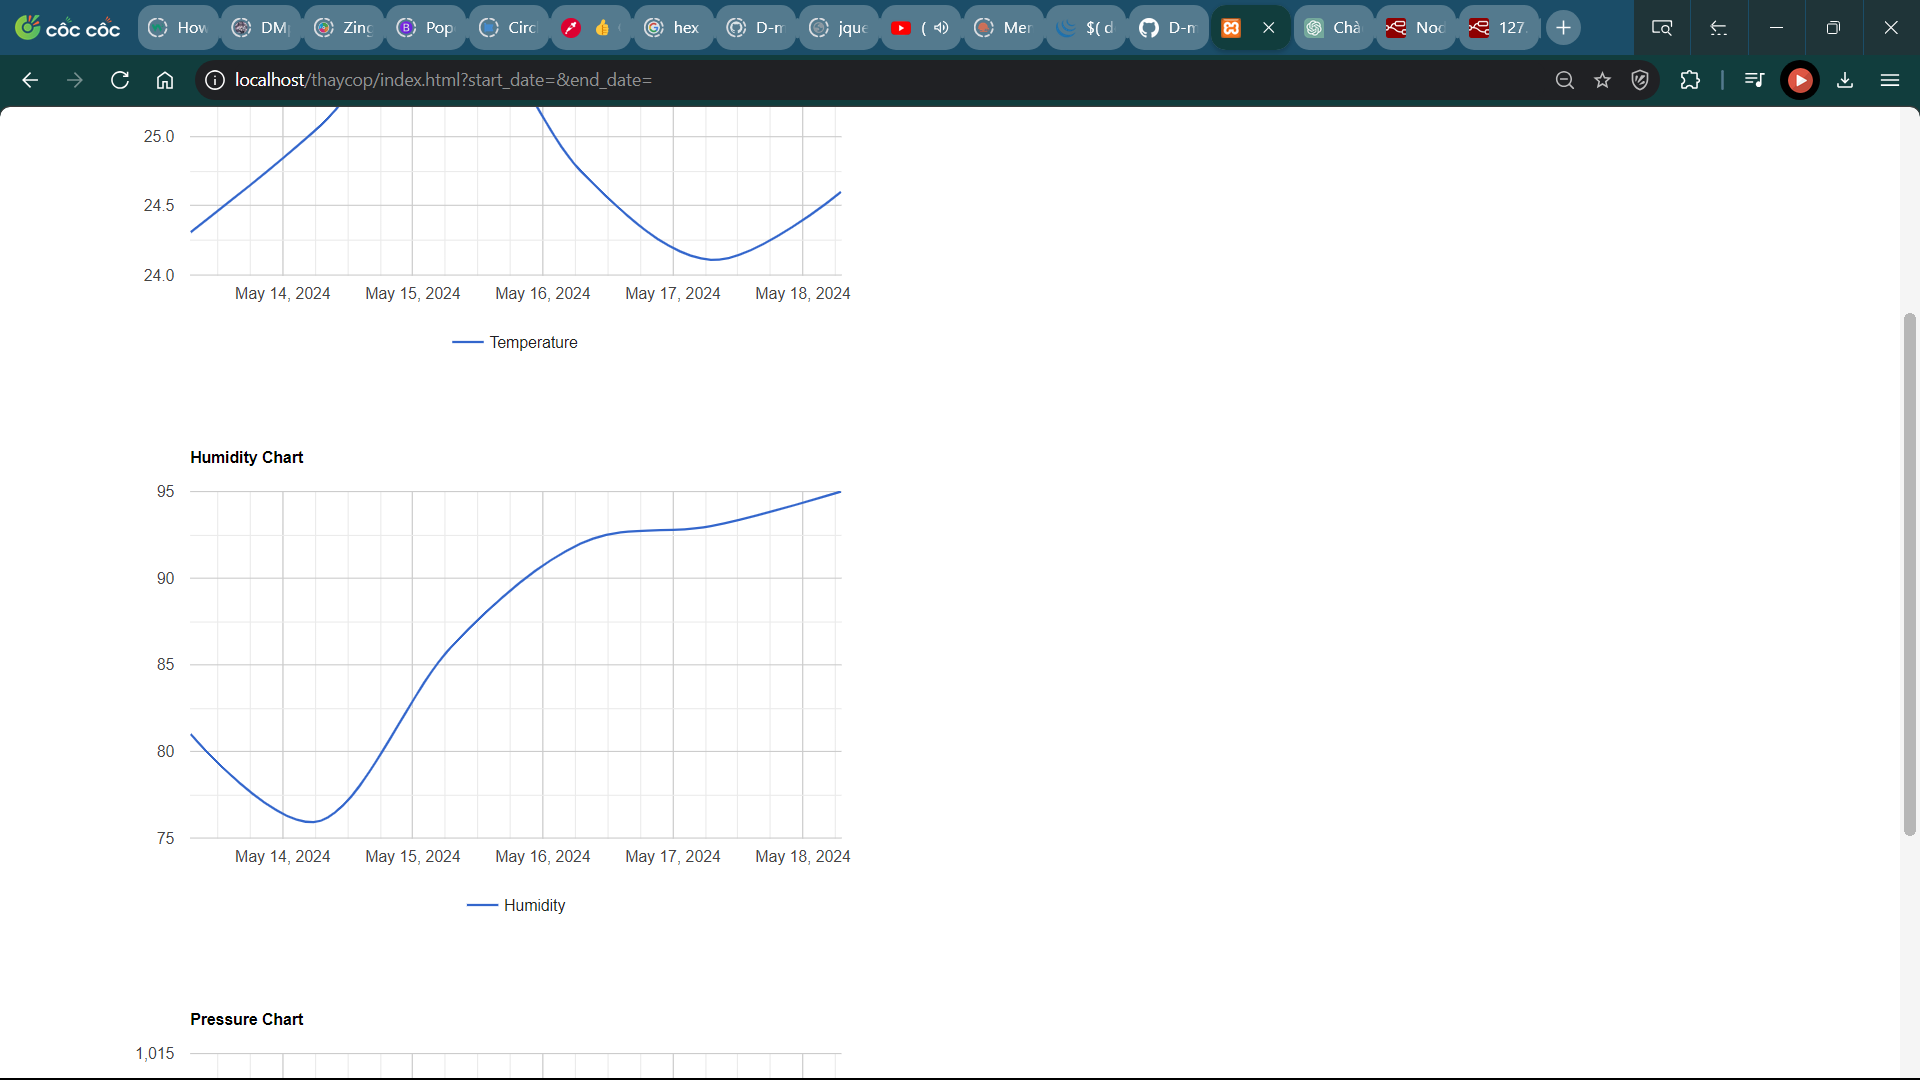 cốc cốc
How
DM
Zing
Pop
Circ
hex
D-m
jque
(
Mer
$( d
D-m
Chà
Nod
127.
localhost/thaycop/index.html?start_date=&end_date=
25.0
24.5
24.0
May 14, 2024 May 15, 2024 May 16, 2024 May 17, 2024 May 18, 2024
Temperature
Humidity Chart
95
90
85
80
75
May 14, 2024 May 15, 2024 May 16, 2024 May 17, 2024 May 18, 2024
Humidity
Pressure Chart
1,015